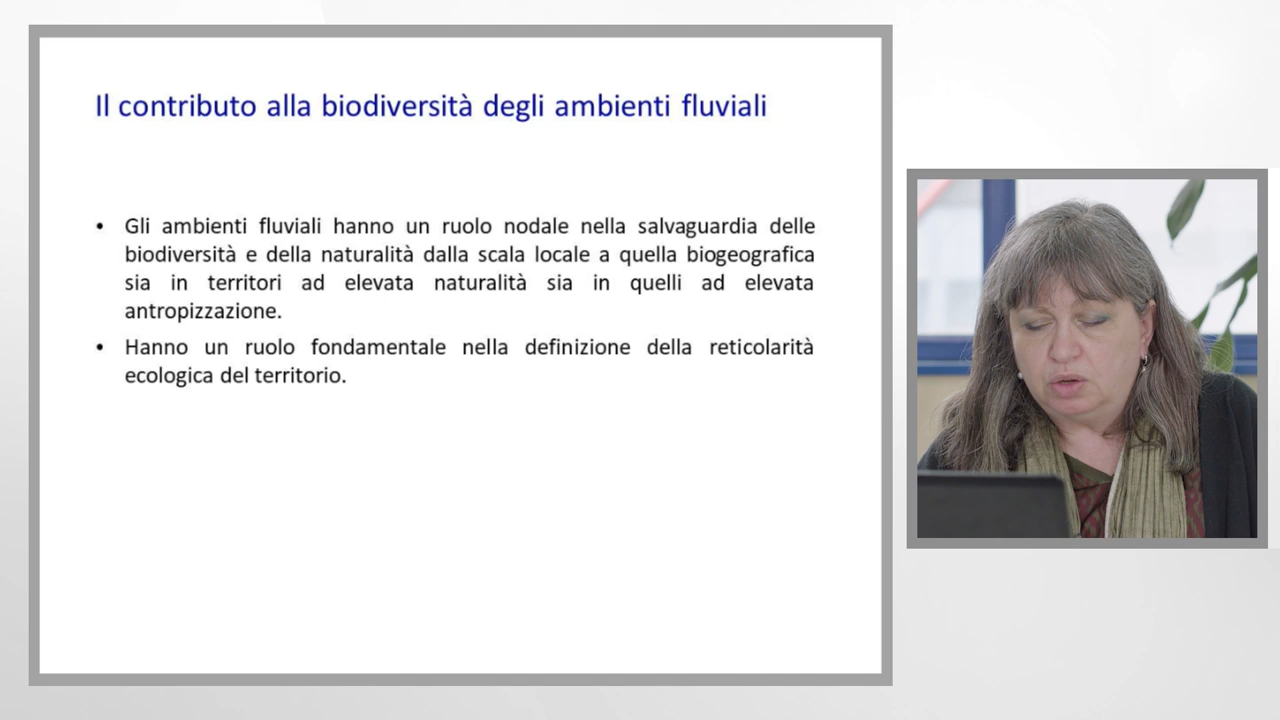 Il contributo alla biodiversità degli ambienti fluviali
• Gli ambienti fluviali hanno un ruolo nodale nella salvaguardia delle
biodiversità e della naturalità dalla scala locale a quella biogeografica
sia in territori ad elevata naturalità sia in quelli ad elevata
antropizzazione.
• Hanno un ruolo fondamentale nella definizione della reticolarità
ecologica del territorio.